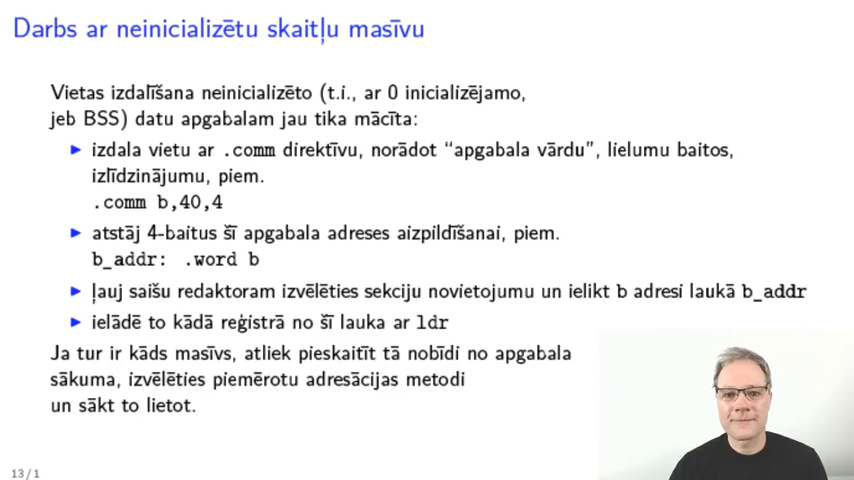 Darbs ar neinicializētu skaitļu masīvu
Vietas izdalīšana neinicializēto (t.i., ar 0 inicializējamo,
jeb BSS) datu apgabalam jau tika mācīta:
▶ izdala vietu ar .comm direktīvu, norādot “apgabala vārdu”, lielumu baitos,
izlīdzinājumu, piem.
.comm b,40,4
▶ atstāj 4-baitus šī apgabala adreses aizpildīšanai, piem.
b_addr: .word b
▶ ļauj saišu redaktoram izvēlēties sekciju novietojumu un ielikt b adresi laukā b_addr
▶ ielādē to kādā reģistrā no šī lauka ar ldr
Ja tur ir kāds masīvs, atliek pieskaitīt tā nobīdi no apgabala
sākuma, izvēlēties piemērotu adresācijas metodi
un sākt to lietot.
13/1